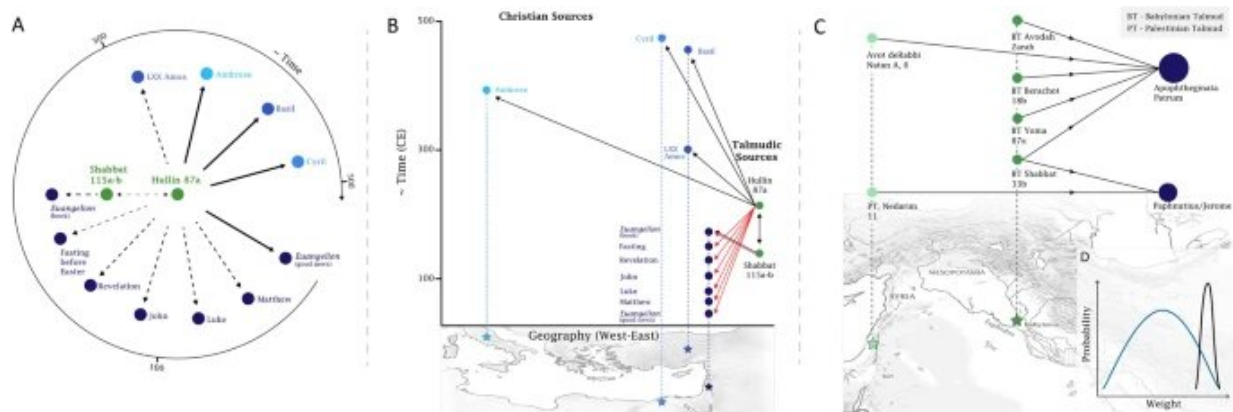 A
300
~ Time
500
100
LXX Amos
Ambrose
Basil
Cyril
Shabbat
115a-b
Hullin 87a
Euangelion
(book)
Fasting
before
Easter
Revelation
John
Luke
Matthew
Euangelion
(good news)
B
Christian Sources
500
300
100
~ Time (CE)
Cyril
Basil
Ambrose
LXX
Amos
Talmudic
Sources
Hullin
87a
Euangelion
(book)
Fasting
Revelation
John
Luke
Matthew
Euangelion
(good news)
Shabbat
115a-b
Geography (West-East)
C
BT - Babylonian Talmud
PT - Palestinian Talmud
Avot deRabbi
Natan A, 8
BT Avodah
Zarah
BT Berachot
18b
BT Yoma
87a
BT Shabbat
33b
Apophthegmata
Patrum
Paphnutius/Jerome
PT, Nedarim
11
MESOPOTAMIA
SYRIA
D
Probability
Weight